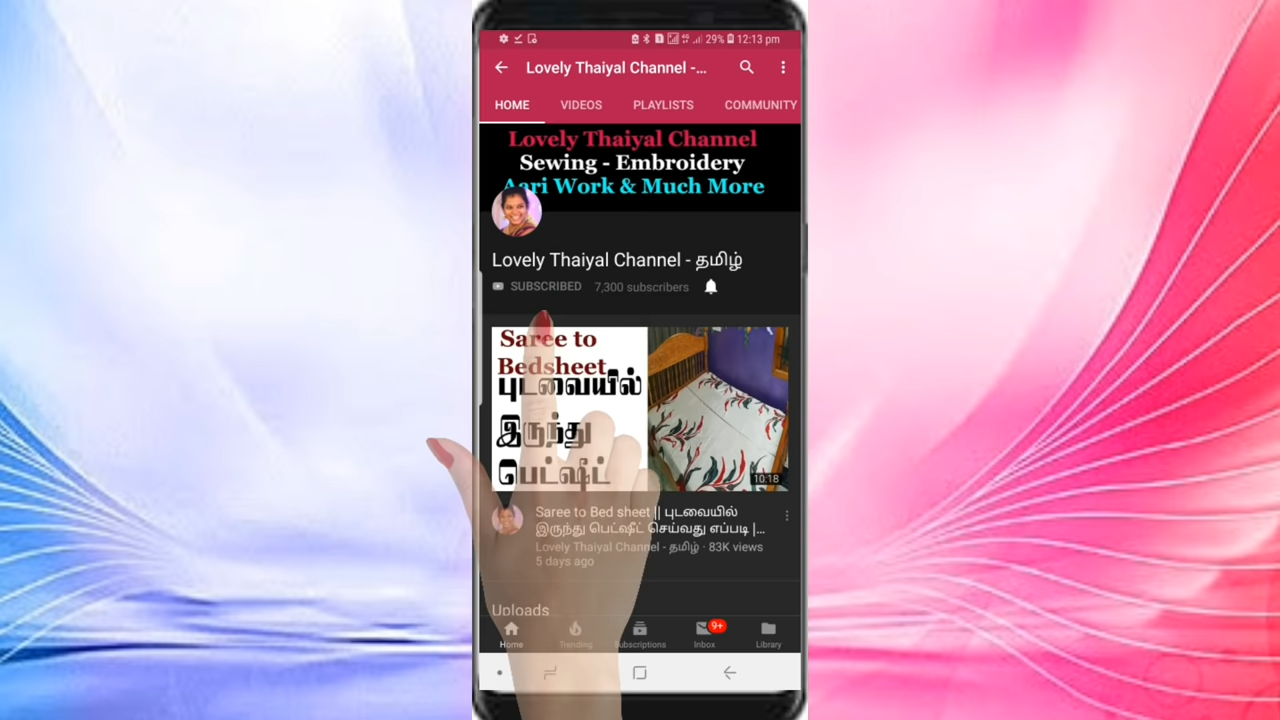 29% 12:13 pm
Lovely Thaiyal Channel -...
HOME VIDEOS PLAYLISTS COMMUNITY
Lovely Thaiyal Channel
Sewing - Embroidery
Aari Work & Much More
Lovely Thaiyal Channel - தமிழ்
SUBSCRIBED 7,300 subscribers
Saree to
Bedsheet
புடவையில்
இருந்து
பெட்ஷீட்
10:18
Saree to Bed sheet || புடவையில்
இருந்து பெட்ஷீட் செய்வது எப்படி |...
Lovely Thaiyal Channel - தமிழ் · 83K views
5 days ago
Uploads
9+
Home Trending Subscriptions Inbox Library